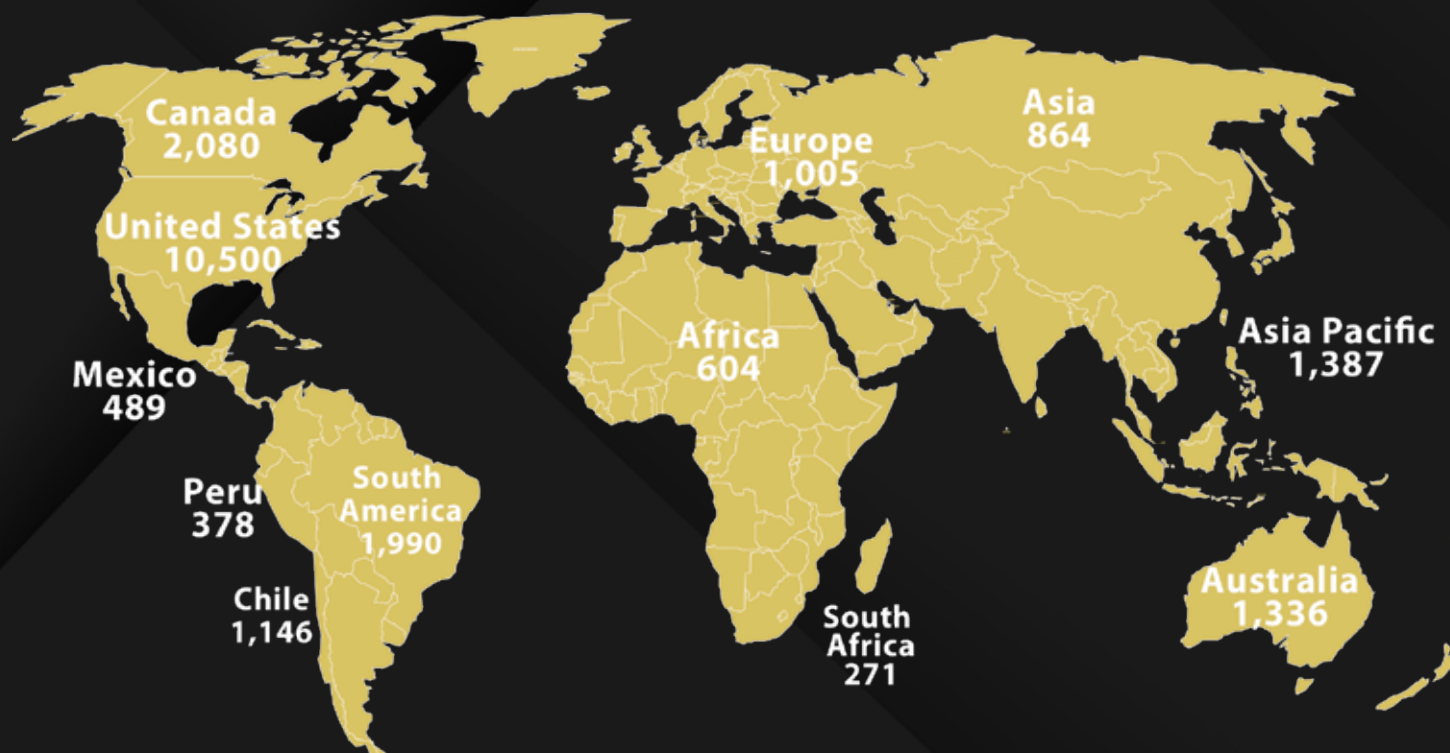 Canada
2,080
United States
10,500
Mexico
489
Peru
378
South
America
1,990
Chile
1,146
Europe
1,005
Africa
604
South
Africa
271
Asia
864
Asia Pacific
1,387
Australia
1,336